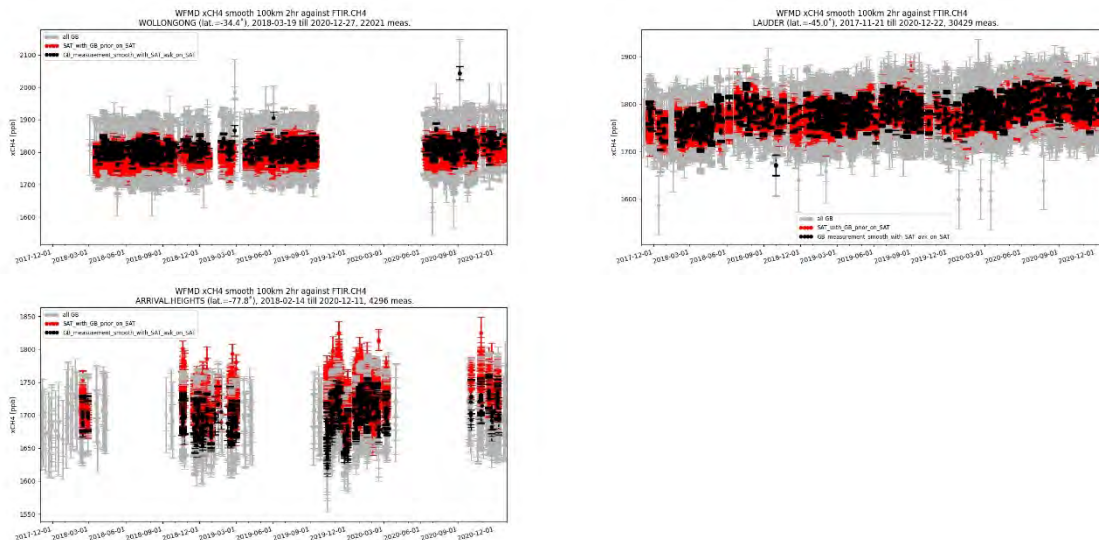 WFMD xCH4 smooth 100km 2hr against FTIR.CH4
WOLLONGONG (lat.=-34.4°), 2018-03-19 till 2020-12-27, 22021 meas.
all GB
SAT_with_GB_prior_on_SAT
GB_measurement_smooth_with_SAT_avk_on_SAT
xCH4 [ppb]
2100
2000
1900
1800
1700
1600
2017-12-01 2018-03-01 2018-06-01 2018-09-01 2018-12-01 2019-03-01 2019-06-01 2019-09-01 2019-12-01 2020-03-01 2020-06-01 2020-09-01 2020-12-01
WFMD xCH4 smooth 100km 2hr against FTIR.CH4
LAUDER (lat.=-45.0°), 2017-11-21 till 2020-12-22, 30429 meas.
xCH4 [ppb]
1900
1800
1700
1600
all GB
SAT_with_GB_prior_on_SAT
GB_measurement_smooth_with_SAT_avk_on_SAT
2017-12-01 2018-03-01 2018-06-01 2018-09-01 2018-12-01 2019-03-01 2019-06-01 2019-09-01 2019-12-01 2020-03-01 2020-06-01 2020-09-01 2020-12-01
WFMD xCH4 smooth 100km 2hr against FTIR.CH4
ARRIVAL.HEIGHTS (lat.=-77.8°), 2018-02-14 till 2020-12-11, 4296 meas.
all GB
SAT_with_GB_prior_on_SAT
GB_measurement_smooth_with_SAT_avk_on_SAT
xCH4 [ppb]
1850
1800
1750
1700
1650
1600
1550
2017-12-01 2018-03-01 2018-06-01 2018-09-01 2018-12-01 2019-03-01 2019-06-01 2019-09-01 2019-12-01 2020-03-01 2020-06-01 2020-09-01 2020-12-01